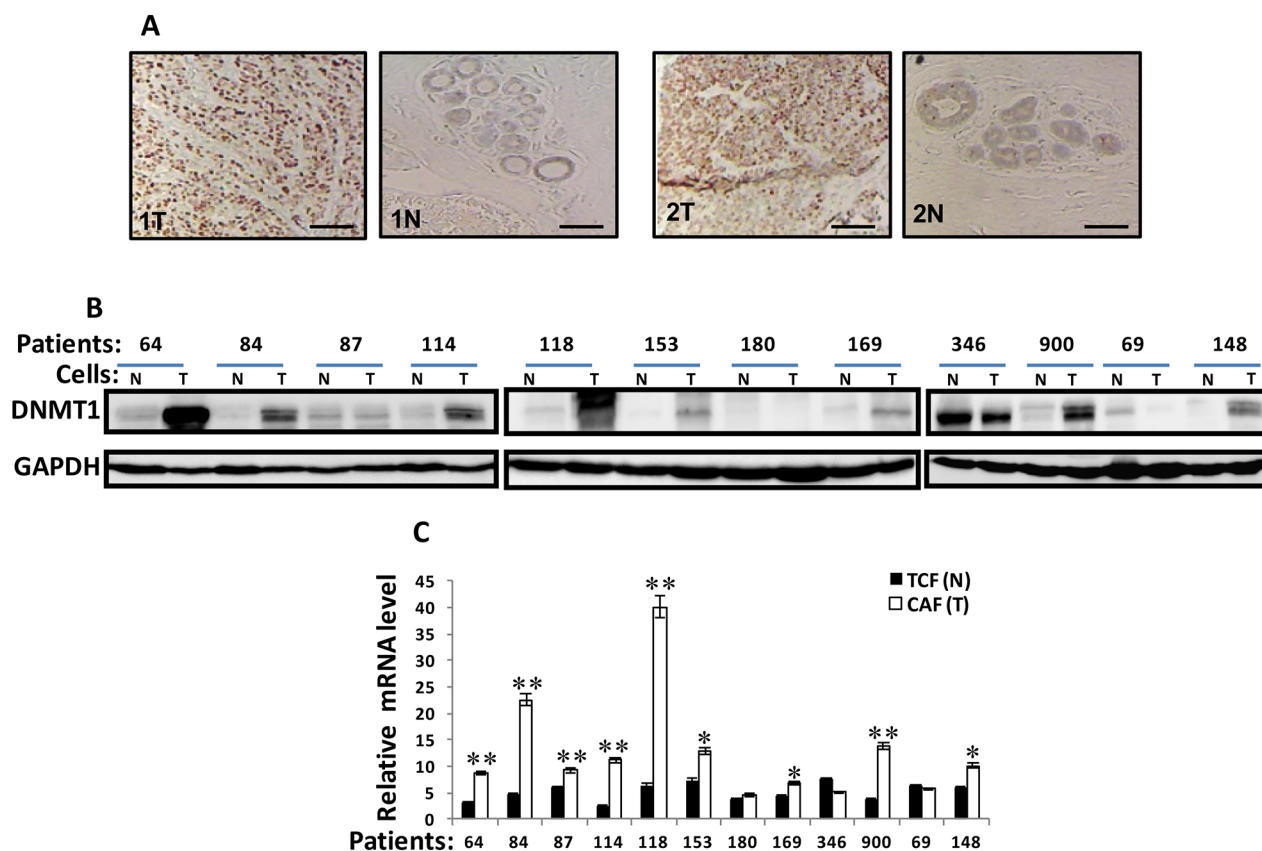 A
1T 1N 2T 2N
B
Patients: 64 84 87 114 118 153 180 169 346 900 69 148
Cells: N T N T N T N T N T N T N T N T N T N T N T N T
DNMT1
GAPDH
C
** ** ** ** ** * * ** *
Relative mRNA level
45
40
35
30
25
20
15
10
5
0
TCF (N)
CAF (T)
Patients: 64 84 87 114 118 153 180 169 346 900 69 148